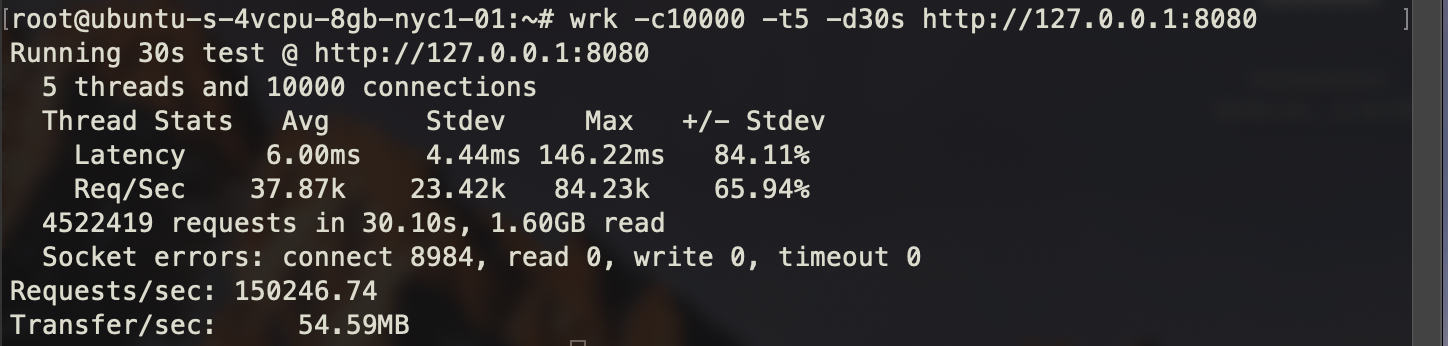 [root@ubuntu-s-4vcpu-8gb-nyc1-01:~# wrk -c10000 -t5 -d30s http://127.0.0.1:8080 ]
Running 30s test @ http://127.0.0.1:8080
  5 threads and 10000 connections
  Thread Stats   Avg      Stdev     Max   +/- Stdev
    Latency     6.00ms    4.44ms 146.22ms   84.11%
    Req/Sec    37.87k    23.42k   84.23k    65.94%
  4522419 requests in 30.10s, 1.60GB read
  Socket errors: connect 8984, read 0, write 0, timeout 0
Requests/sec: 150246.74
Transfer/sec:     54.59MB